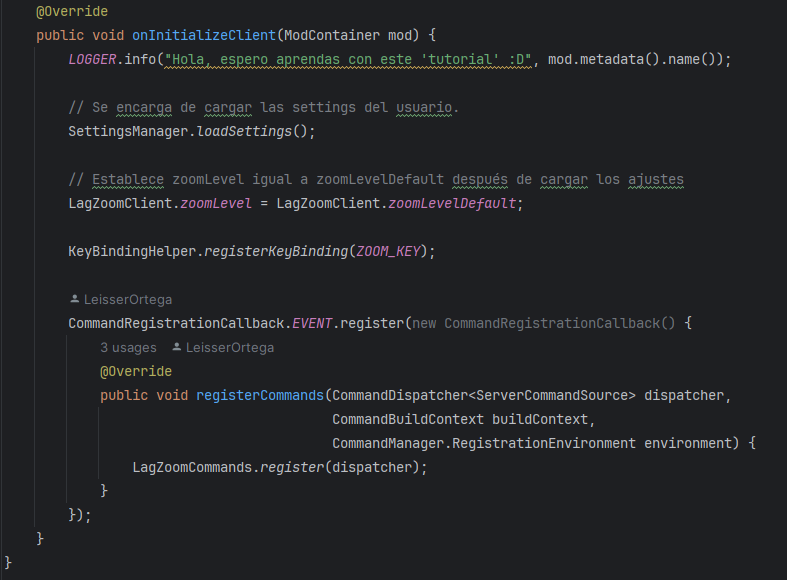 @Override
public void onInitializeClient(ModContainer mod) {
LOGGER.info("Hola, espero aprendas con este 'tutorial' :D", mod.metadata().name());
// Se encarga de cargar las settings del usuario.
SettingsManager.loadSettings();
// Establece zoomLevel igual a zoomLevelDefault después de cargar los ajustes
LagZoomClient.zoomLevel = LagZoomClient.zoomLevelDefault;
KeyBindingHelper.registerKeyBinding(ZOOM_KEY);
LeisserOrtega
CommandRegistrationCallback.EVENT.register(new CommandRegistrationCallback() {
3 usages LeisserOrtega
@Override
public void registerCommands(CommandDispatcher<ServerCommandSource> dispatcher,
CommandBuildContext buildContext,
CommandManager.RegistrationEnvironment environment) {
LagZoomCommands.register(dispatcher);
}
});
}
}